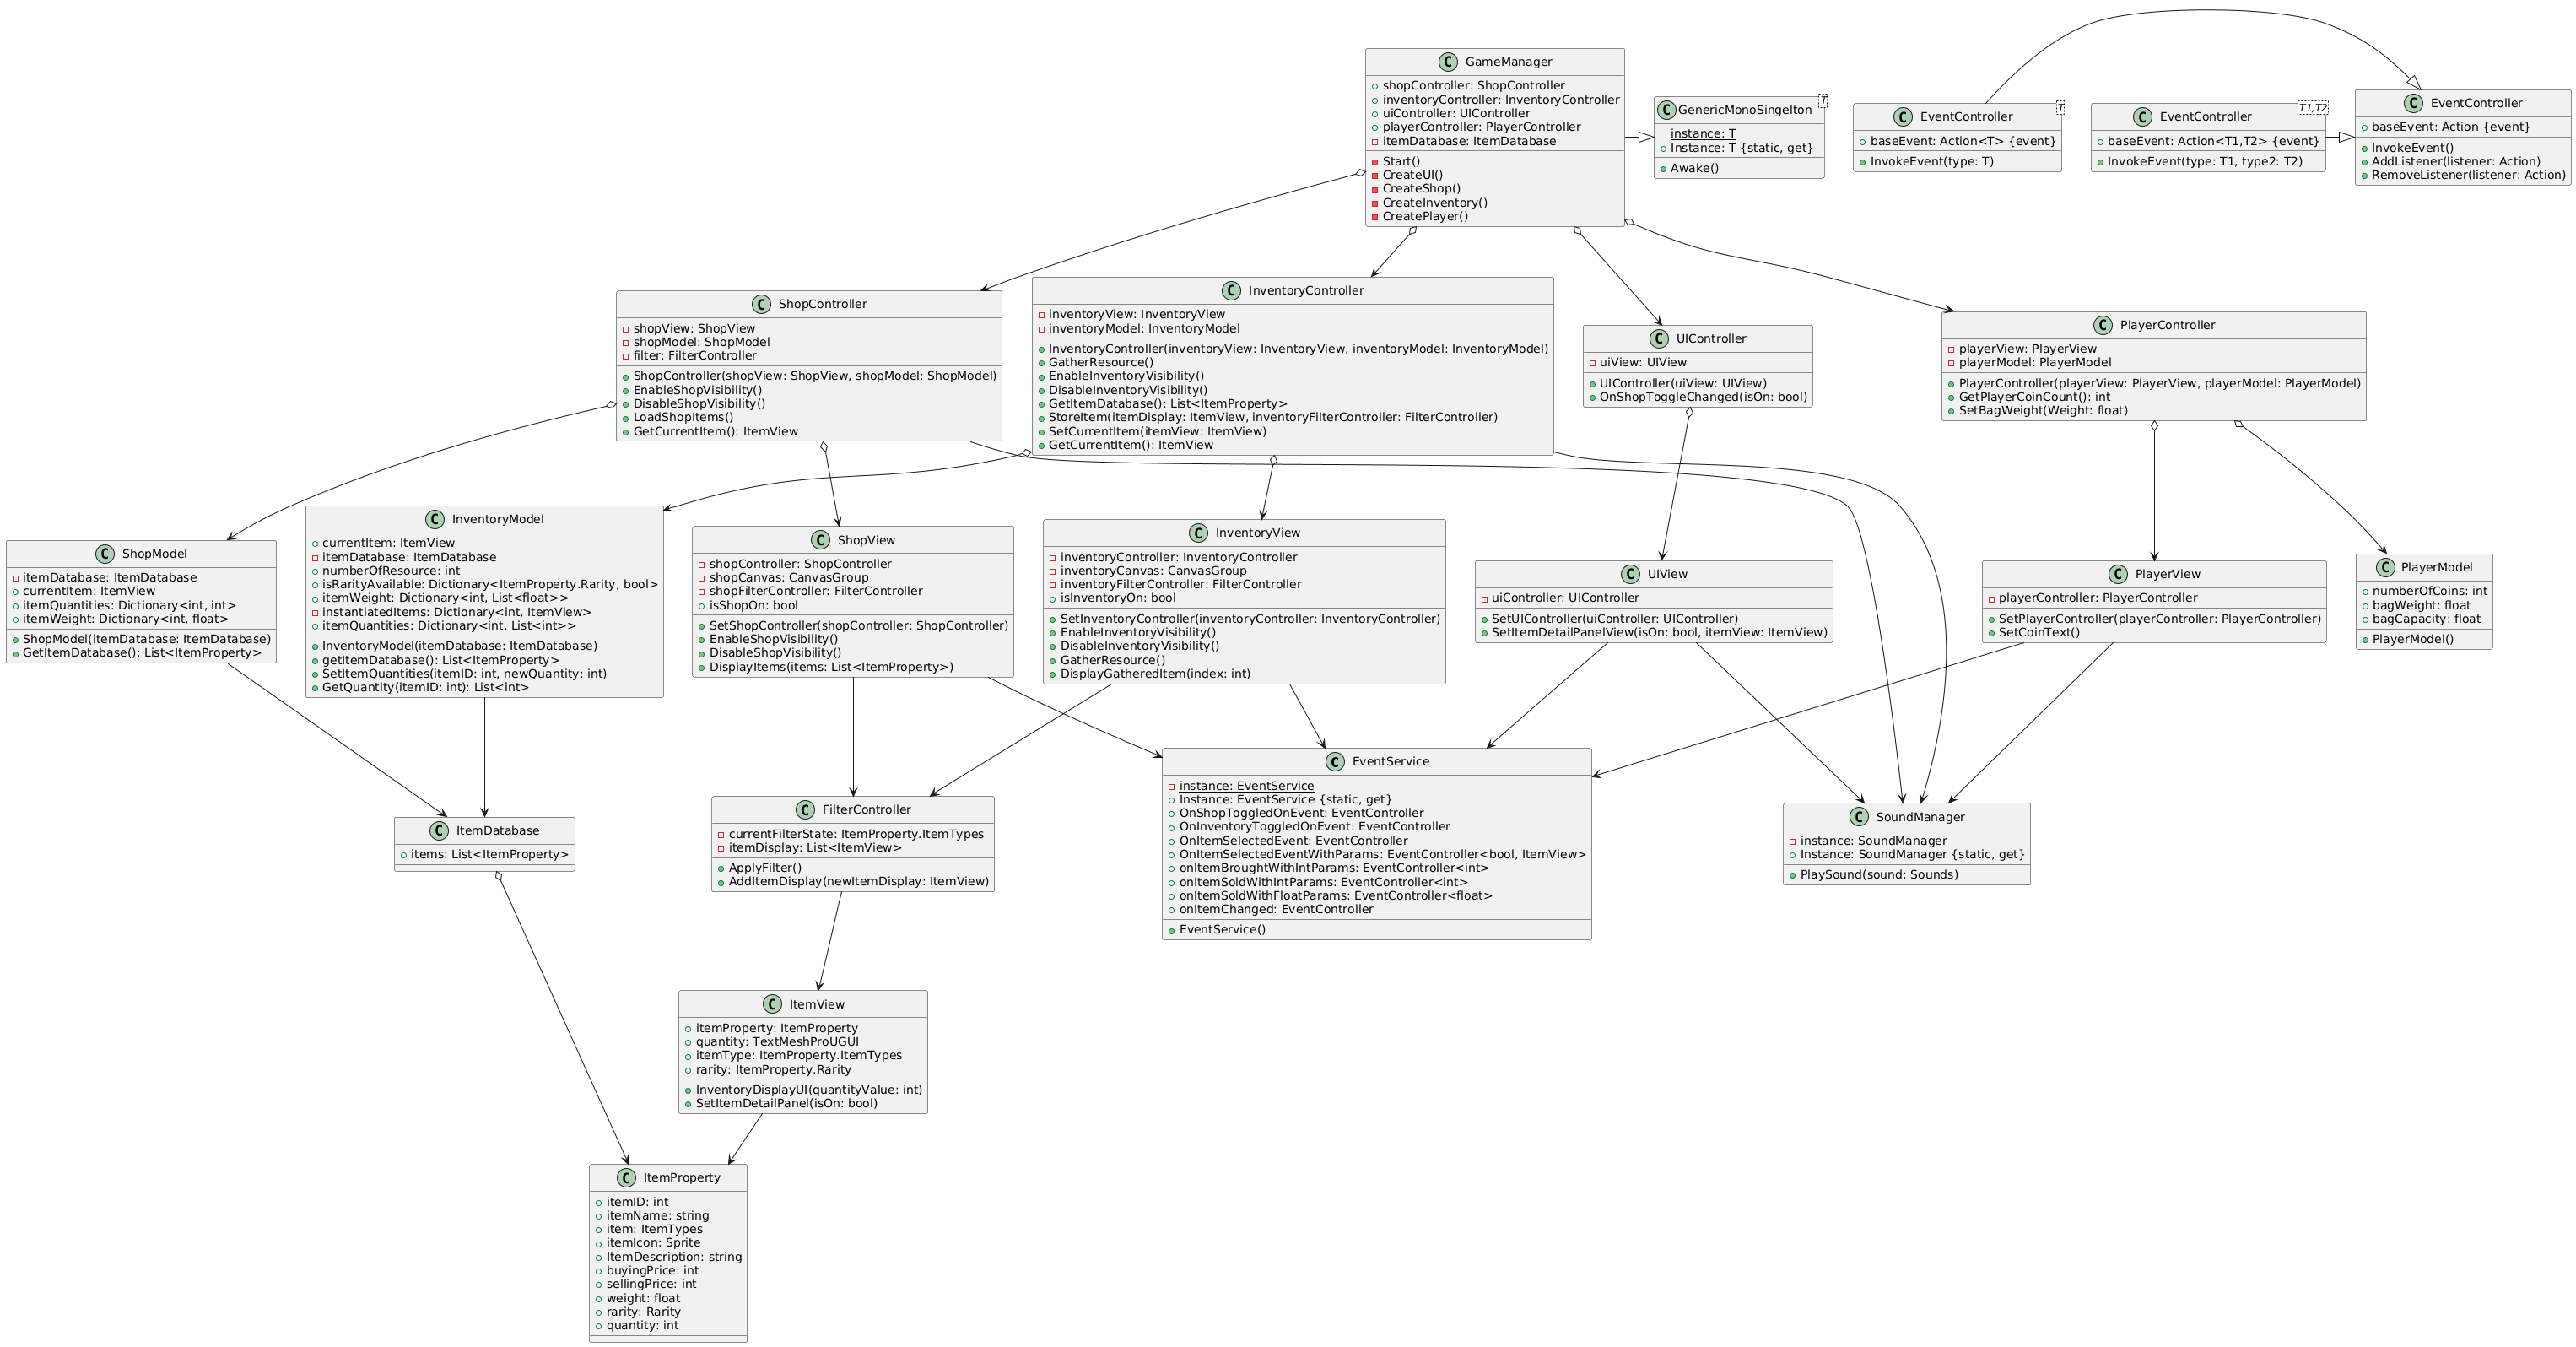 GameManager
shopController: ShopController
inventoryController: InventoryController
uiController: UIController
playerController: PlayerController
itemDatabase: ItemDatabase
Start()
CreateUI()
CreateShop()
CreateInventory()
CreatePlayer()
GenericMonoSingelton
T
instance: T
Instance: T {static, get}
Awake()
EventController
T
baseEvent: Action<T> {event}
InvokeEvent(type: T)
EventController
T1,T2
baseEvent: Action<T1,T2> {event}
InvokeEvent(type: T1, type2: T2)
EventController
baseEvent: Action {event}
InvokeEvent()
AddListener(listener: Action)
RemoveListener(listener: Action)
ShopController
shopView: ShopView
shopModel: ShopModel
filter: FilterController
ShopController(shopView: ShopView, shopModel: ShopModel)
EnableShopVisibility()
DisableShopVisibility()
LoadShopItems()
GetCurrentItem(): ItemView
InventoryController
inventoryView: InventoryView
inventoryModel: InventoryModel
InventoryController(inventoryView: InventoryView, inventoryModel: InventoryModel)
GatherResource()
EnableInventoryVisibility()
DisableInventoryVisibility()
GetItemDatabase(): List<ItemProperty>
StoreItem(itemDisplay: ItemView, inventoryFilterController: FilterController)
SetCurrentItem(itemView: ItemView)
GetCurrentItem(): ItemView
UIController
uiView: UIView
UIController(uiView: UIView)
OnShopToggleChanged(isOn: bool)
PlayerController
playerView: PlayerView
playerModel: PlayerModel
PlayerController(playerView: PlayerView, playerModel: PlayerModel)
GetPlayerCoinCount(): int
SetBagWeight(Weight: float)
ShopModel
itemDatabase: ItemDatabase
currentItem: ItemView
itemQuantities: Dictionary<int, int>
itemWeight: Dictionary<int, float>
ShopModel(itemDatabase: ItemDatabase)
GetItemDatabase(): List<ItemProperty>
InventoryModel
currentItem: ItemView
itemDatabase: ItemDatabase
numberOfResource: int
isRarityAvailable: Dictionary<ItemProperty.Rarity, bool>
itemWeight: Dictionary<int, List<float>>
instantiatedItems: Dictionary<int, ItemView>
itemQuantities: Dictionary<int, List<int>>
InventoryModel(itemDatabase: ItemDatabase)
getItemDatabase(): List<ItemProperty>
SetItemQuantities(itemID: int, newQuantity: int)
GetQuantity(itemID: int): List<int>
ShopView
shopController: ShopController
shopCanvas: CanvasGroup
shopFilterController: FilterController
isShopOn: bool
SetShopController(shopController: ShopController)
EnableShopVisibility()
DisableShopVisibility()
DisplayItems(items: List<ItemProperty>)
InventoryView
inventoryController: InventoryController
inventoryCanvas: CanvasGroup
inventoryFilterController: FilterController
isInventoryOn: bool
SetInventoryController(inventoryController: InventoryController)
EnableInventoryVisibility()
DisableInventoryVisibility()
GatherResource()
DisplayGatheredItem(index: int)
UIView
uiController: UIController
SetUIController(uiController: UIController)
SetItemDetailPanelView(isOn: bool, itemView: ItemView)
PlayerView
playerController: PlayerController
SetPlayerController(playerController: PlayerController)
SetCoinText()
PlayerModel
numberOfCoins: int
bagWeight: float
bagCapacity: float
PlayerModel()
ItemDatabase
items: List<ItemProperty>
FilterController
currentFilterState: ItemProperty.ItemTypes
itemDisplay: List<ItemView>
ApplyFilter()
AddItemDisplay(newItemDisplay: ItemView)
EventService
instance: EventService
Instance: EventService {static, get}
OnShopToggledOnEvent: EventController
OnInventoryToggledOnEvent: EventController
OnItemSelectedEvent: EventController
OnItemSelectedEventWithParams: EventController<bool, ItemView>
onItemBroughtWithIntParams: EventController<int>
onItemSoldWithIntParams: EventController<int>
onItemSoldWithFloatParams: EventController<float>
onItemChanged: EventController
EventService()
SoundManager
instance: SoundManager
Instance: SoundManager {static, get}
PlaySound(sound: Sounds)
ItemView
itemProperty: ItemProperty
quantity: TextMeshProUGUI
itemType: ItemProperty.ItemTypes
rarity: ItemProperty.Rarity
InventoryDisplayUI(quantityValue: int)
SetItemDetailPanel(isOn: bool)
ItemProperty
itemID: int
itemName: string
item: ItemTypes
itemIcon: Sprite
ItemDescription: string
buyingPrice: int
sellingPrice: int
weight: float
rarity: Rarity
quantity: int